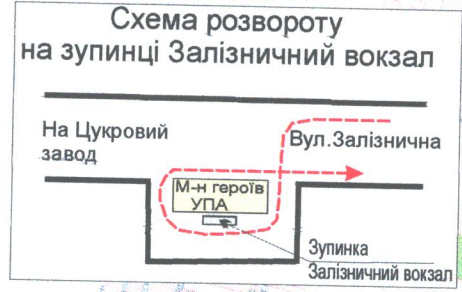 Схема розвороту
на зупинці Залізничний вокзал
На Цукровий
завод
Вул.Залізнична
М-н героїв
УПА
Зупинка
Залізничний вокзал